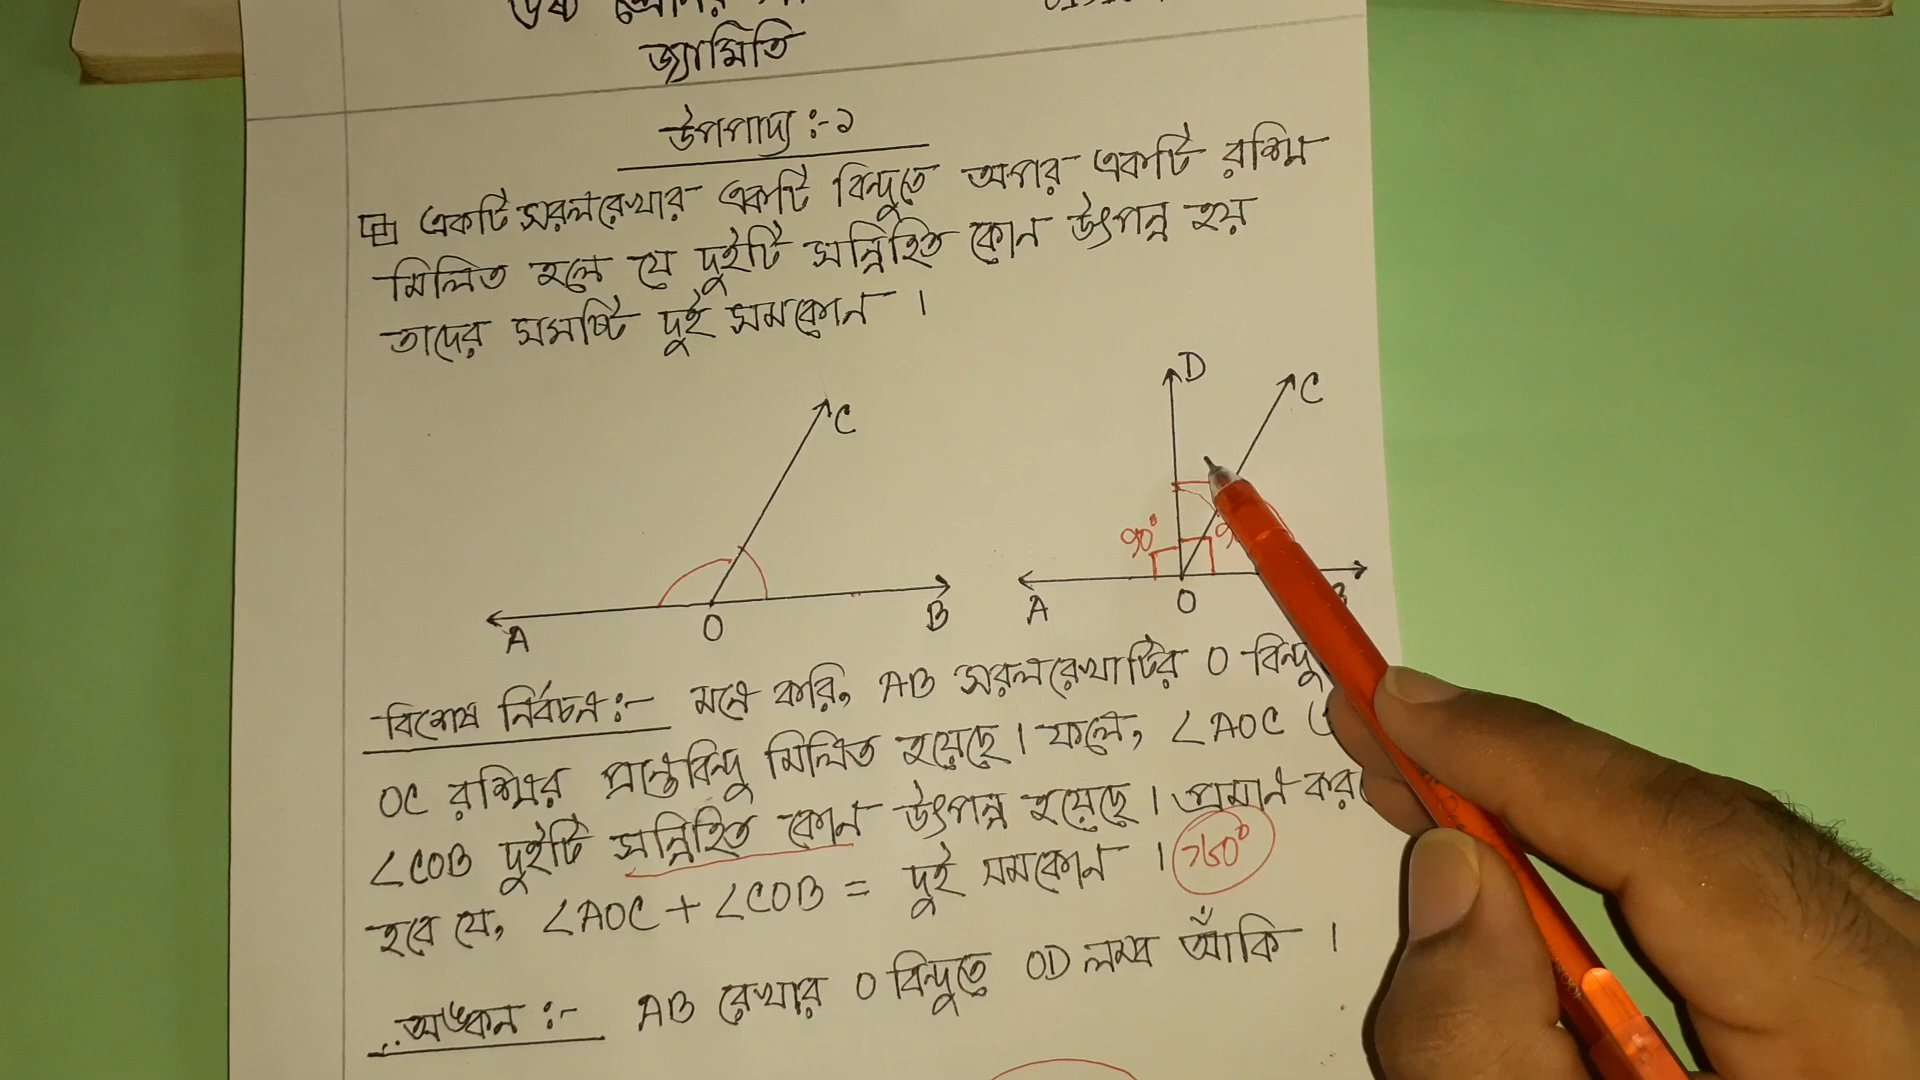 জ্যামিতি
উপপাদ্য :- ১
একটি সরলরেখার একটি বিন্দুতে অপর একটি রশ্মি
মিলিত হলে যে দুইটি সন্নিহিত কোন উৎপন্ন হয়
তাদের সমষ্টি দুই সমকোন ।
D
C
C
90°
A
O
B
A
O
বিশেষ নির্বচন :- মনে করি, AB সরলরেখাটির O বিন্দু
OC রশ্মির প্রান্তবিন্দু মিলিত হয়েছে। ফলে, ∠AOC
∠COB দুইটি সন্নিহিত কোন উৎপন্ন হয়েছে। প্রমান কর
হবে যে, ∠AOC + ∠COB = দুই সমকোন । ১৮০°
অঙ্কন :- AB রেখার O বিন্দুতে OD লম্ব আঁকি ।